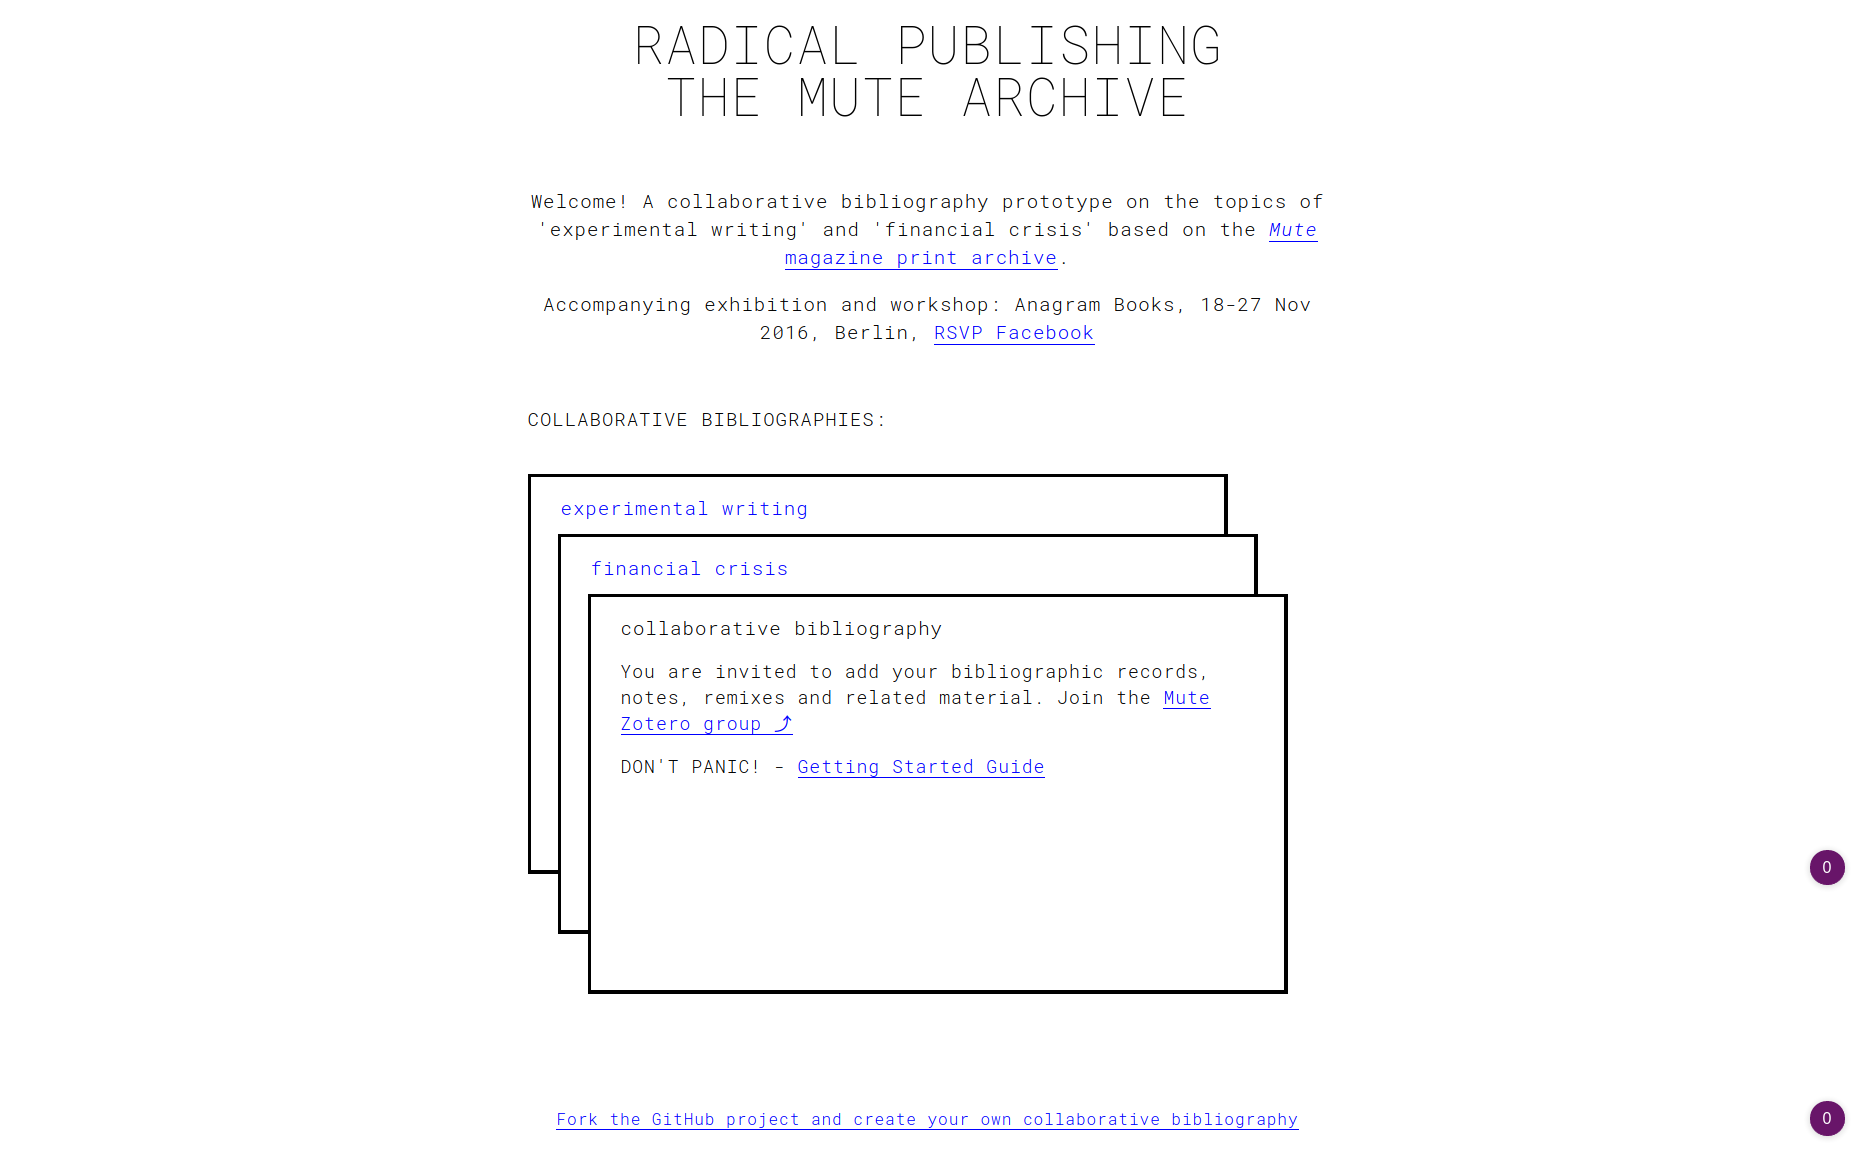 RADICAL PUBLISHING
THE MUTE ARCHIVE
Welcome! A collaborative bibliography prototype on the topics of
'experimental writing' and 'financial crisis' based on the Mute
magazine print archive.
Accompanying exhibition and workshop: Anagram Books, 18-27 Nov
2016, Berlin, RSVP Facebook
COLLABORATIVE BIBLIOGRAPHIES:
experimental writing
financial crisis
collaborative bibliography
You are invited to add your bibliographic records,
notes, remixes and related material. Join the Mute
Zotero group ⤴
DON'T PANIC! - Getting Started Guide
0
Fork the GitHub project and create your own collaborative bibliography
0